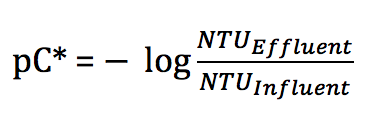 pC* = − log NTU_Effluent / NTU_Influent